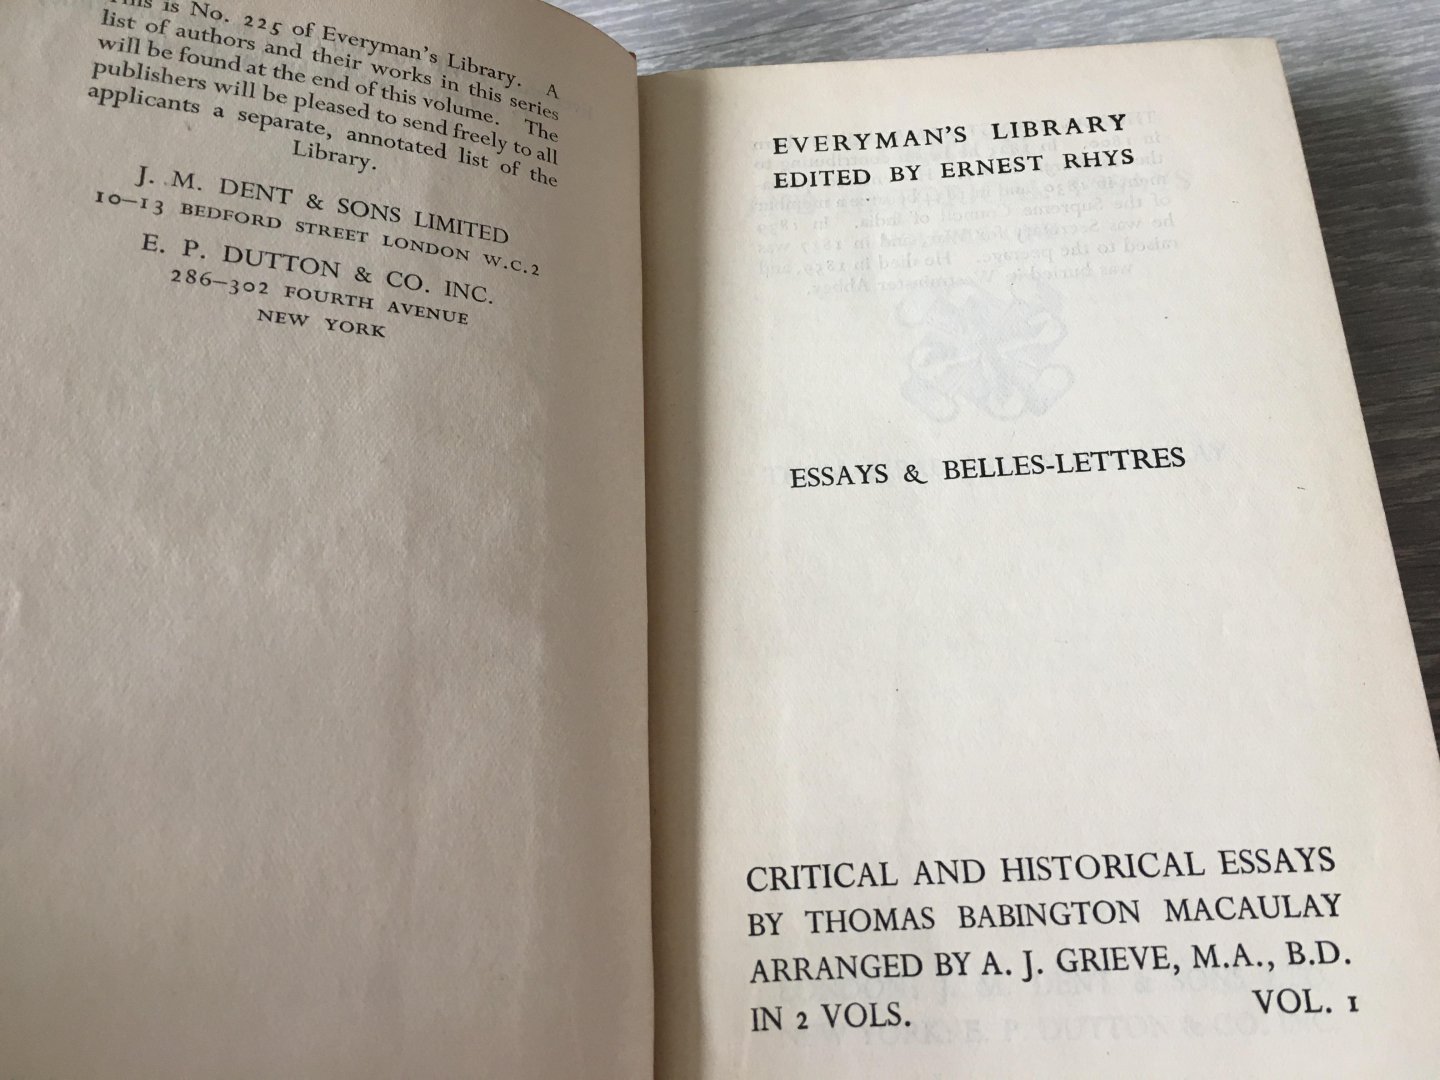 This is No. 225 of Everyman's Library. A
list of authors and their works in this series
will be found at the end of this volume. The
publishers will be pleased to send freely to all
applicants a separate, annotated list of the
Library.
J. M. DENT & SONS LIMITED
10–13 BEDFORD STREET LONDON W.C.2
E. P. DUTTON & CO. INC.
286–302 FOURTH AVENUE
NEW YORK
EVERYMAN'S LIBRARY
EDITED BY ERNEST RHYS
ESSAYS & BELLES-LETTRES
CRITICAL AND HISTORICAL ESSAYS
BY THOMAS BABINGTON MACAULAY
ARRANGED BY A. J. GRIEVE, M.A., B.D.
IN 2 VOLS. VOL. 1